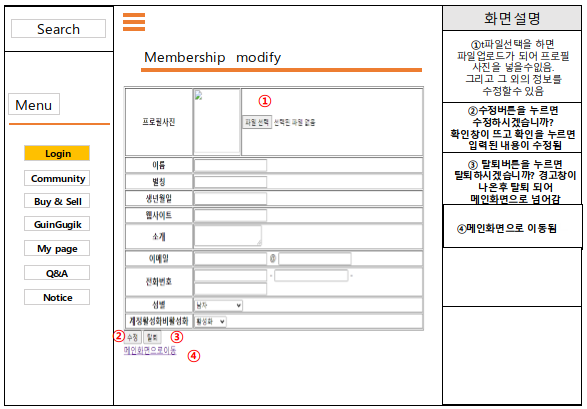 Search
Menu
Login
Community
Buy & Sell
GuinGugik
My page
Q&A
Notice
Membership modify
프로필사진
①
파일 선택 선택된 파일 없음
이름
별칭
생년월일
웹사이트
소개
이메일 @
전화번호 - -
성별 남자
계정활성화비활성화 활성화
② 수정 탈퇴 ③
메인화면으로이동 ④
화면설명
①t파일선택을 하면
파일업로드가 되어 프로필
사진을 넣을수없음.
그리고 그 외의 정보를
수정할수 있음
②수정버튼을 누르면
수정하시겠습니까?
확인창이 뜨고 확인을 누르면
입력된 내용이 수정됨
③ 탈퇴버튼을 누르면
탈퇴하시겠습니까? 경고창이
나온후 탈퇴 되어
메인화면으로 넘어감
④메인화면으로 이동됨